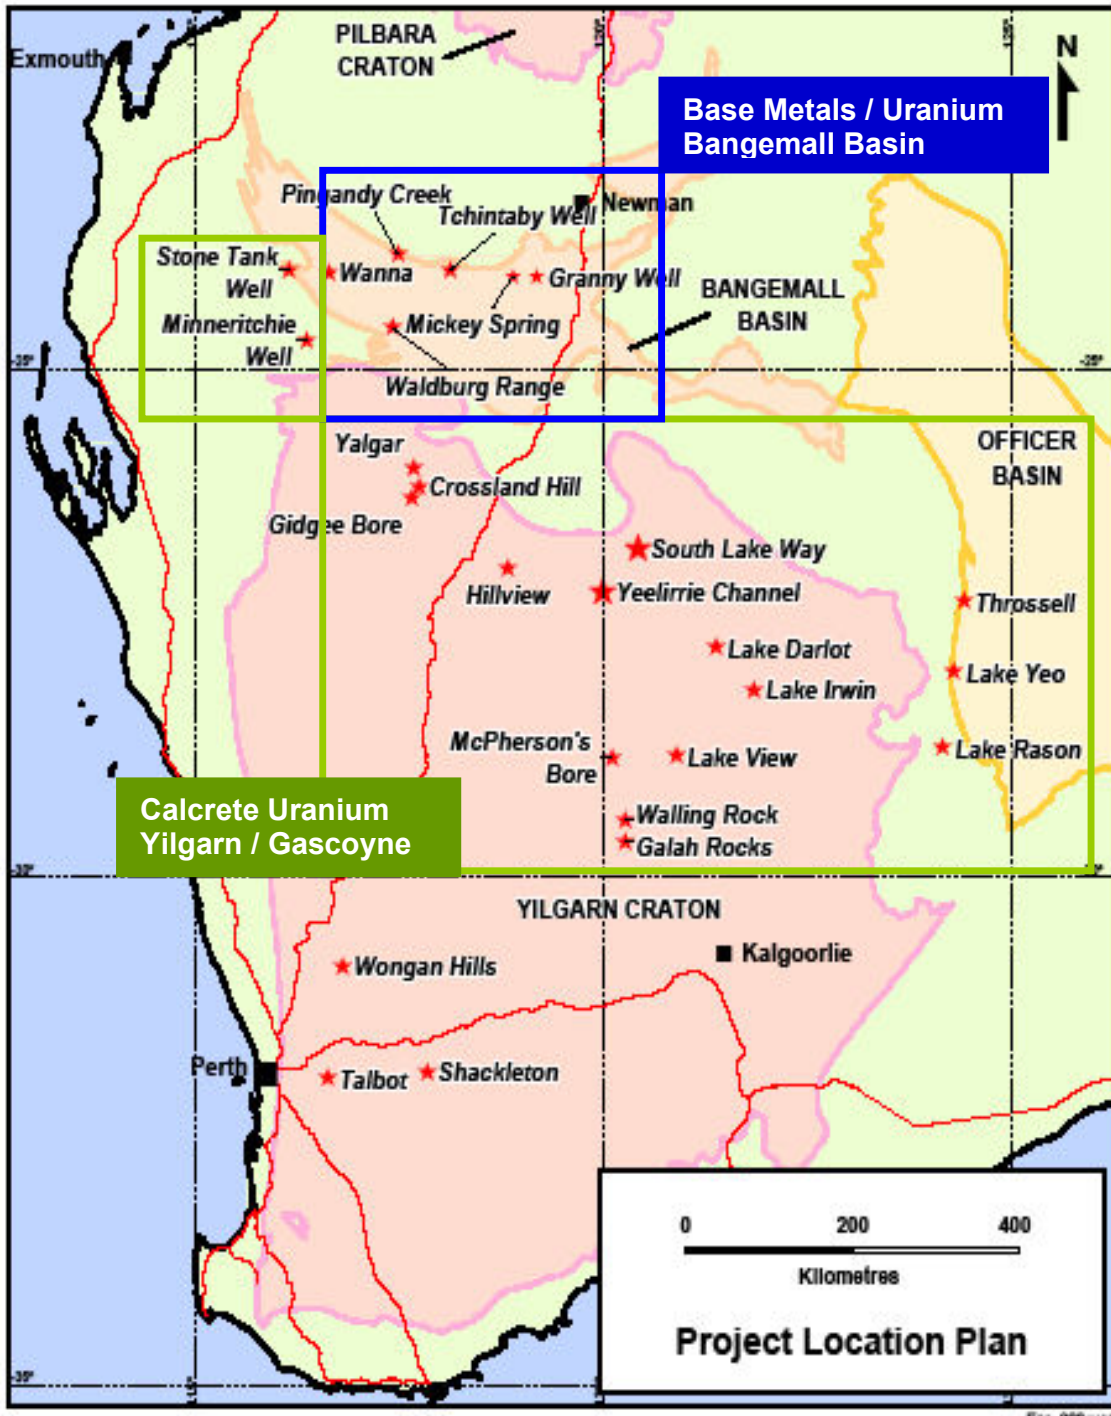 PILBARA
CRATON
Exmouth
N
Base Metals / Uranium
Bangemall Basin
Pingandy Creek
Tchintaby Well
Newman
Stone Tank
Well
Wanna
Granny Well
BANGEMALL
BASIN
Minneritchie
Well
Mickey Spring
-25°
-25°
Waldburg Range
Yalgar
OFFICER
BASIN
Crossland Hill
Gidgee Bore
South Lake Way
Hillview
Yeelirrie Channel
Throssell
Lake Darlot
Lake Yeo
Lake Irwin
McPherson's
Bore
Lake View
Lake Rason
Calcrete Uranium
Yilgarn / Gascoyne
Walling Rock
Galah Rocks
YILGARN CRATON
Kalgoorlie
Wongan Hills
Perth
Talbot
Shackleton
0 200 400
Kilometres
Project Location Plan
-35°